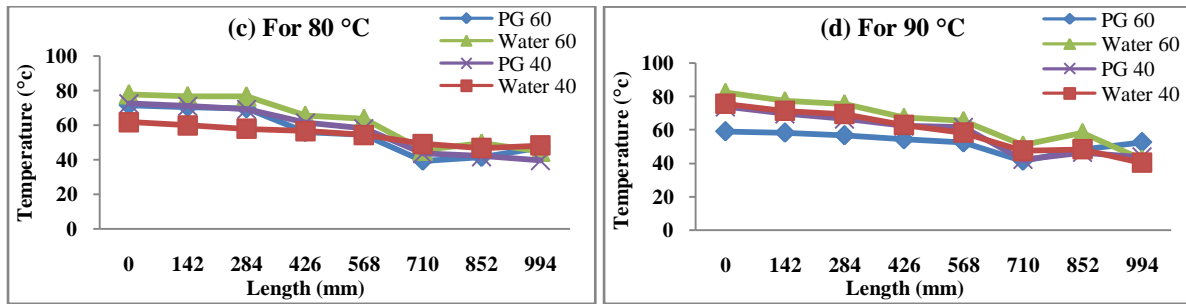 (c) For 80 °C
PG 60
Water 60
PG 40
Water 40
Temperature (°c)
100
80
60
40
20
0
0 142 284 426 568 710 852 994
Length (mm)
(d) For 90 °C
PG 60
Water 60
PG 40
Water 40
Temperature (°c)
100
80
60
40
20
0
0 142 284 426 568 710 852 994
Length (mm)